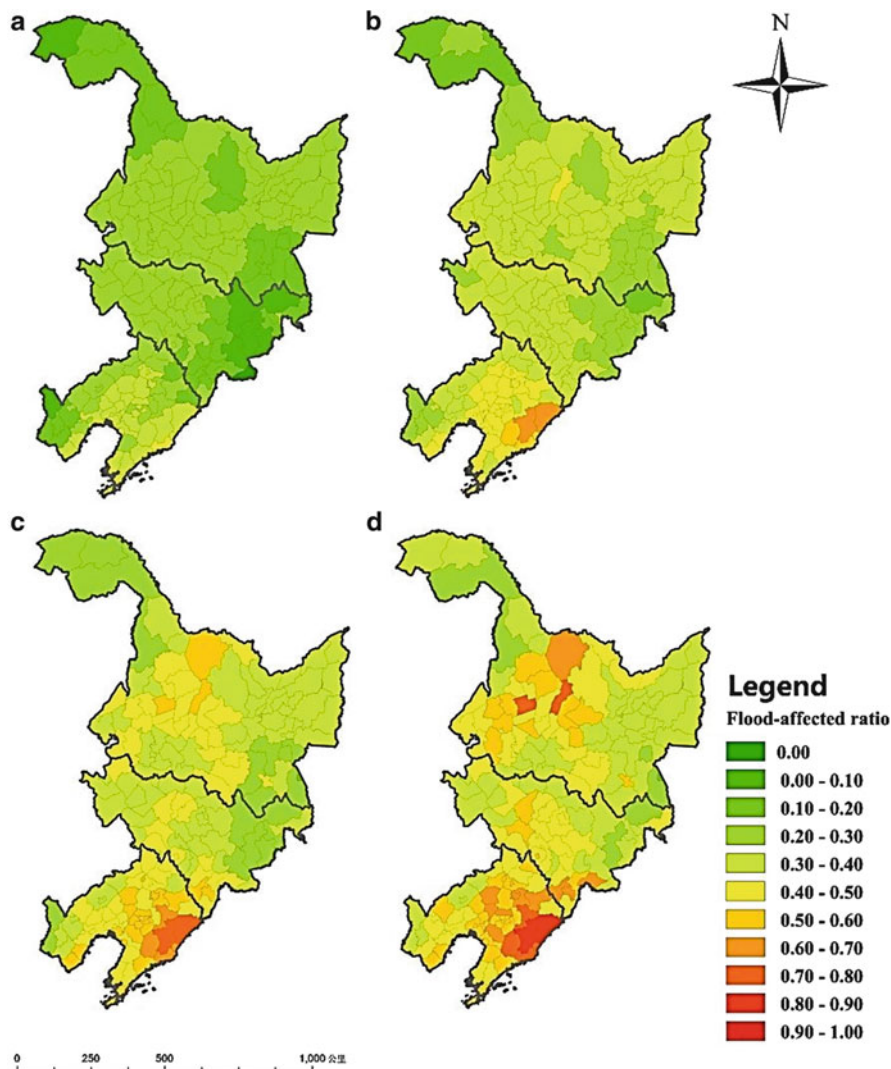 a
b
N
c
d
Legend
Flood-affected ratio
0.00
0.00 - 0.10
0.10 - 0.20
0.20 - 0.30
0.30 - 0.40
0.40 - 0.50
0.50 - 0.60
0.60 - 0.70
0.70 - 0.80
0.80 - 0.90
0.90 - 1.00
0 250 500 1,000 公里